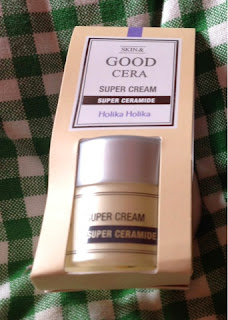 SKIN &
GOOD
CERA
SUPER CREAM
SUPER CERAMIDE
Holika Holika
SUPER CREAM
SUPER CERAMIDE